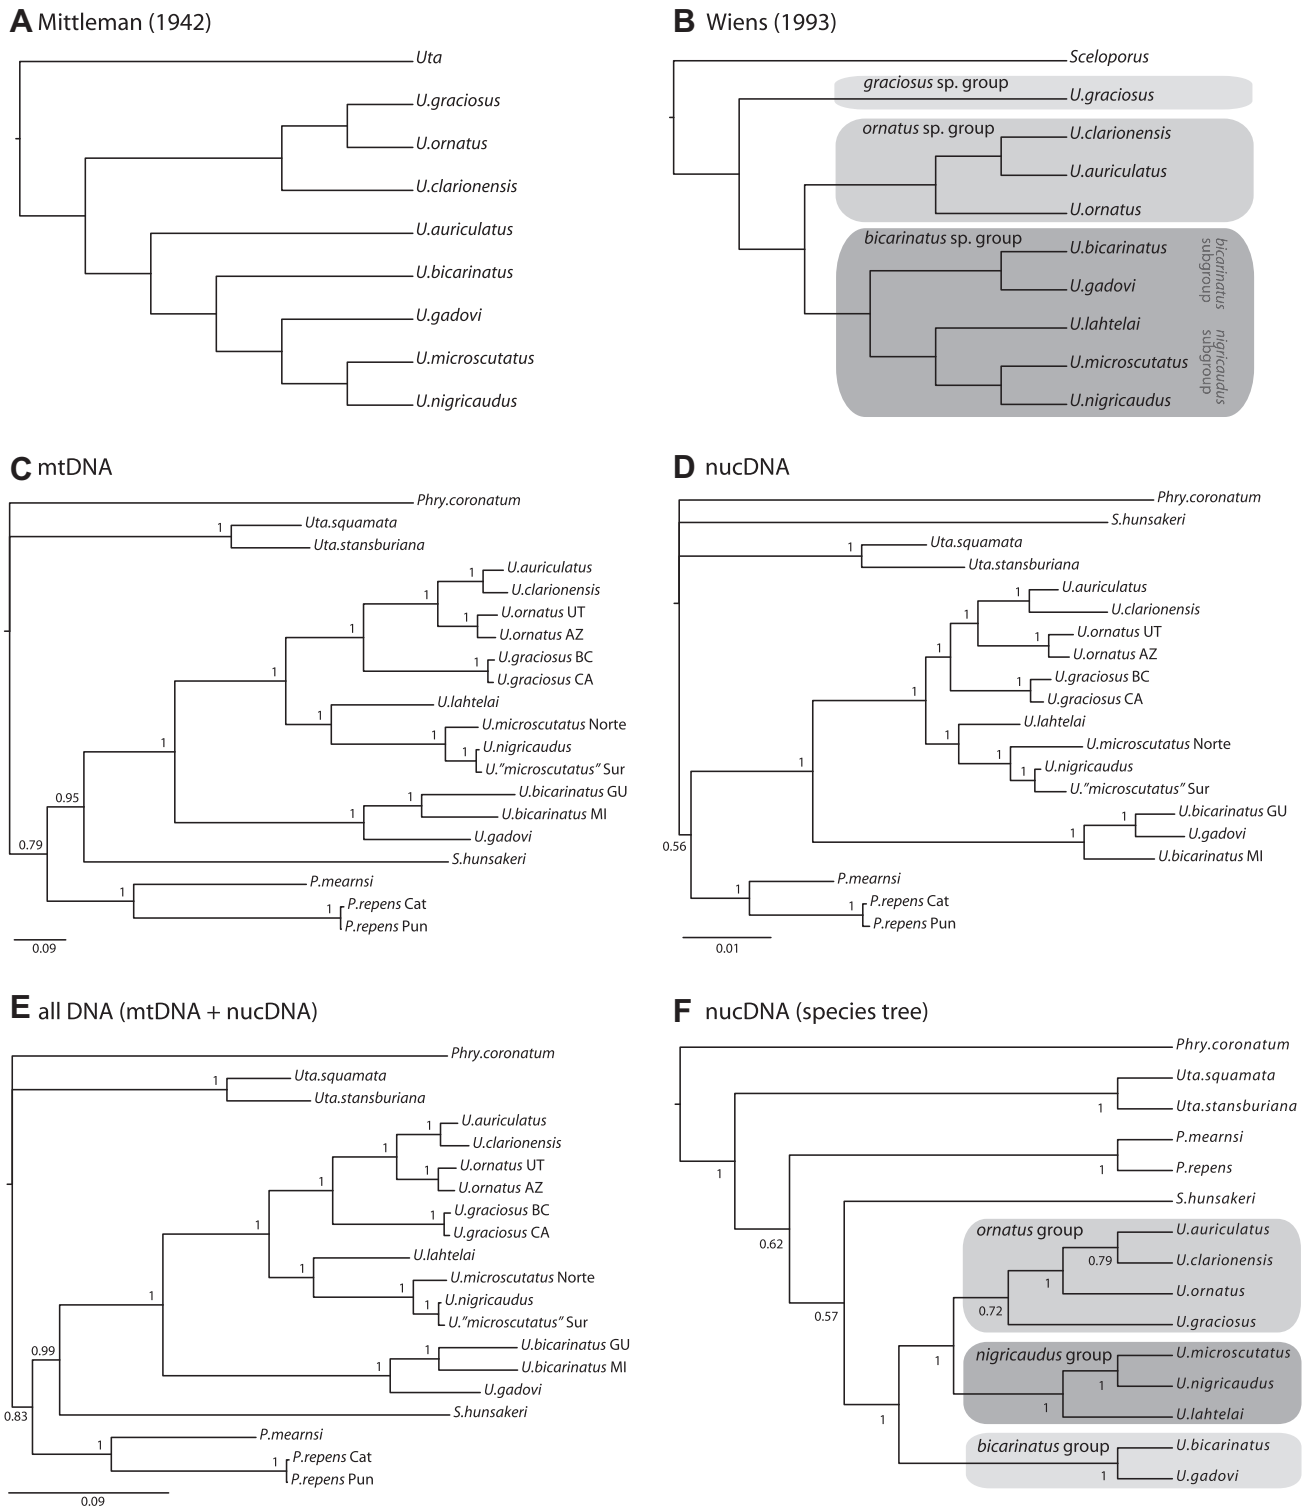 A Mittleman (1942)
Uta
U.graciosus
U.ornatus
U.clarionensis
U.auriculatus
U.bicarinatus
U.gadovi
U.microscutatus
U.nigricaudus
B Wiens (1993)
Sceloporus
graciosus sp. group
U.graciosus
ornatus sp. group
U.clarionensis
U.auriculatus
U.ornatus
bicarinatus sp. group
U.bicarinatus
U.gadovi
bicarinatus
subgroup
U.lahtelai
U.microscutatus
U.nigricaudus
nigricaudus
subgroup
C mtDNA
Phry.coronatum
1
Uta.squamata
Uta.stansburiana
1
U.auriculatus
U.clarionensis
1
1
U.ornatus UT
U.ornatus AZ
1
1
U.graciosus BC
U.graciosus CA
1
U.lahtelai
1
1
U.microscutatus Norte
1
U.nigricaudus
U."microscutatus" Sur
1
0.95
1
U.bicarinatus GU
U.bicarinatus MI
1
U.gadovi
0.79
S.hunsakeri
1
P.mearnsi
1
P.repens Cat
P.repens Pun
0.09
D nucDNA
Phry.coronatum
S.hunsakeri
1
Uta.squamata
Uta.stansburiana
1
U.auriculatus
U.clarionensis
1
1
U.ornatus UT
U.ornatus AZ
1
1
U.graciosus BC
U.graciosus CA
1
U.lahtelai
1
1
U.microscutatus Norte
1
U.nigricaudus
U."microscutatus" Sur
1
1
U.bicarinatus GU
U.gadovi
1
U.bicarinatus MI
0.56
1
P.mearnsi
1
P.repens Cat
P.repens Pun
0.01
E all DNA (mtDNA + nucDNA)
Phry.coronatum
1
Uta.squamata
Uta.stansburiana
1
U.auriculatus
U.clarionensis
1
1
U.ornatus UT
U.ornatus AZ
1
1
U.graciosus BC
U.graciosus CA
1
U.lahtelai
1
1
U.microscutatus Norte
1
U.nigricaudus
U."microscutatus" Sur
1
0.99
1
U.bicarinatus GU
U.bicarinatus MI
1
U.gadovi
0.83
S.hunsakeri
1
P.mearnsi
1
P.repens Cat
P.repens Pun
0.09
F nucDNA (species tree)
Phry.coronatum
Uta.squamata
Uta.stansburiana
1
P.mearnsi
P.repens
1
1
S.hunsakeri
0.62
ornatus group
U.auriculatus
U.clarionensis
0.79
1
U.ornatus
0.72
U.graciosus
0.57
nigricaudus group
U.microscutatus
1
U.nigricaudus
1
1
U.lahtelai
1
bicarinatus group
U.bicarinatus
1
U.gadovi